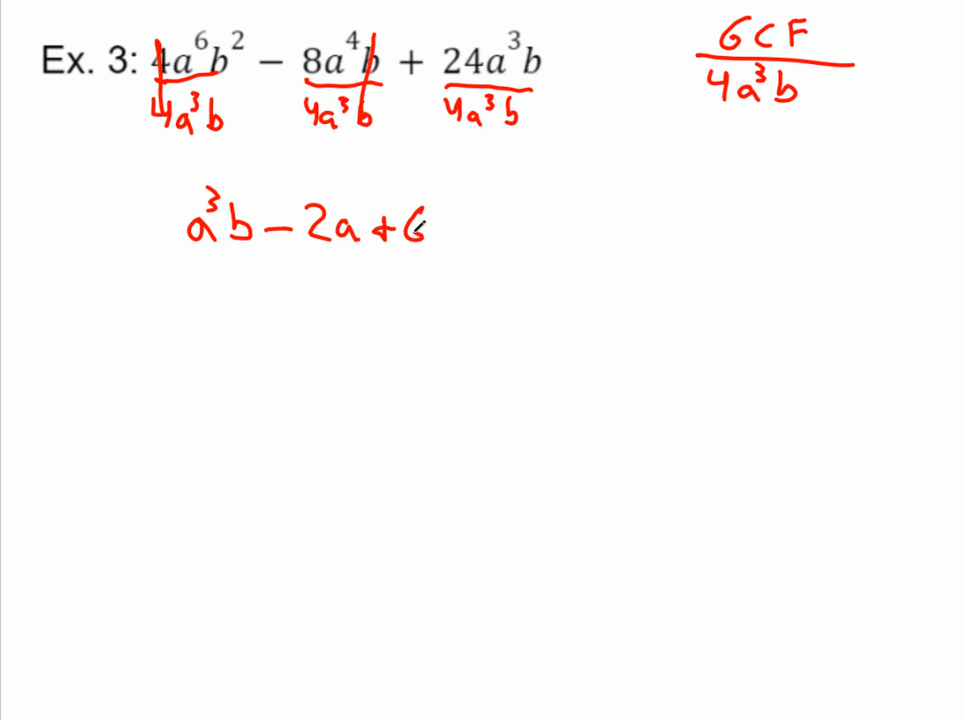 Ex. 3: 4a⁶b² − 8a⁴b + 24a³b
4a³b 4a³b 4a³b
GCF
4a³b
a³b − 2a + 6